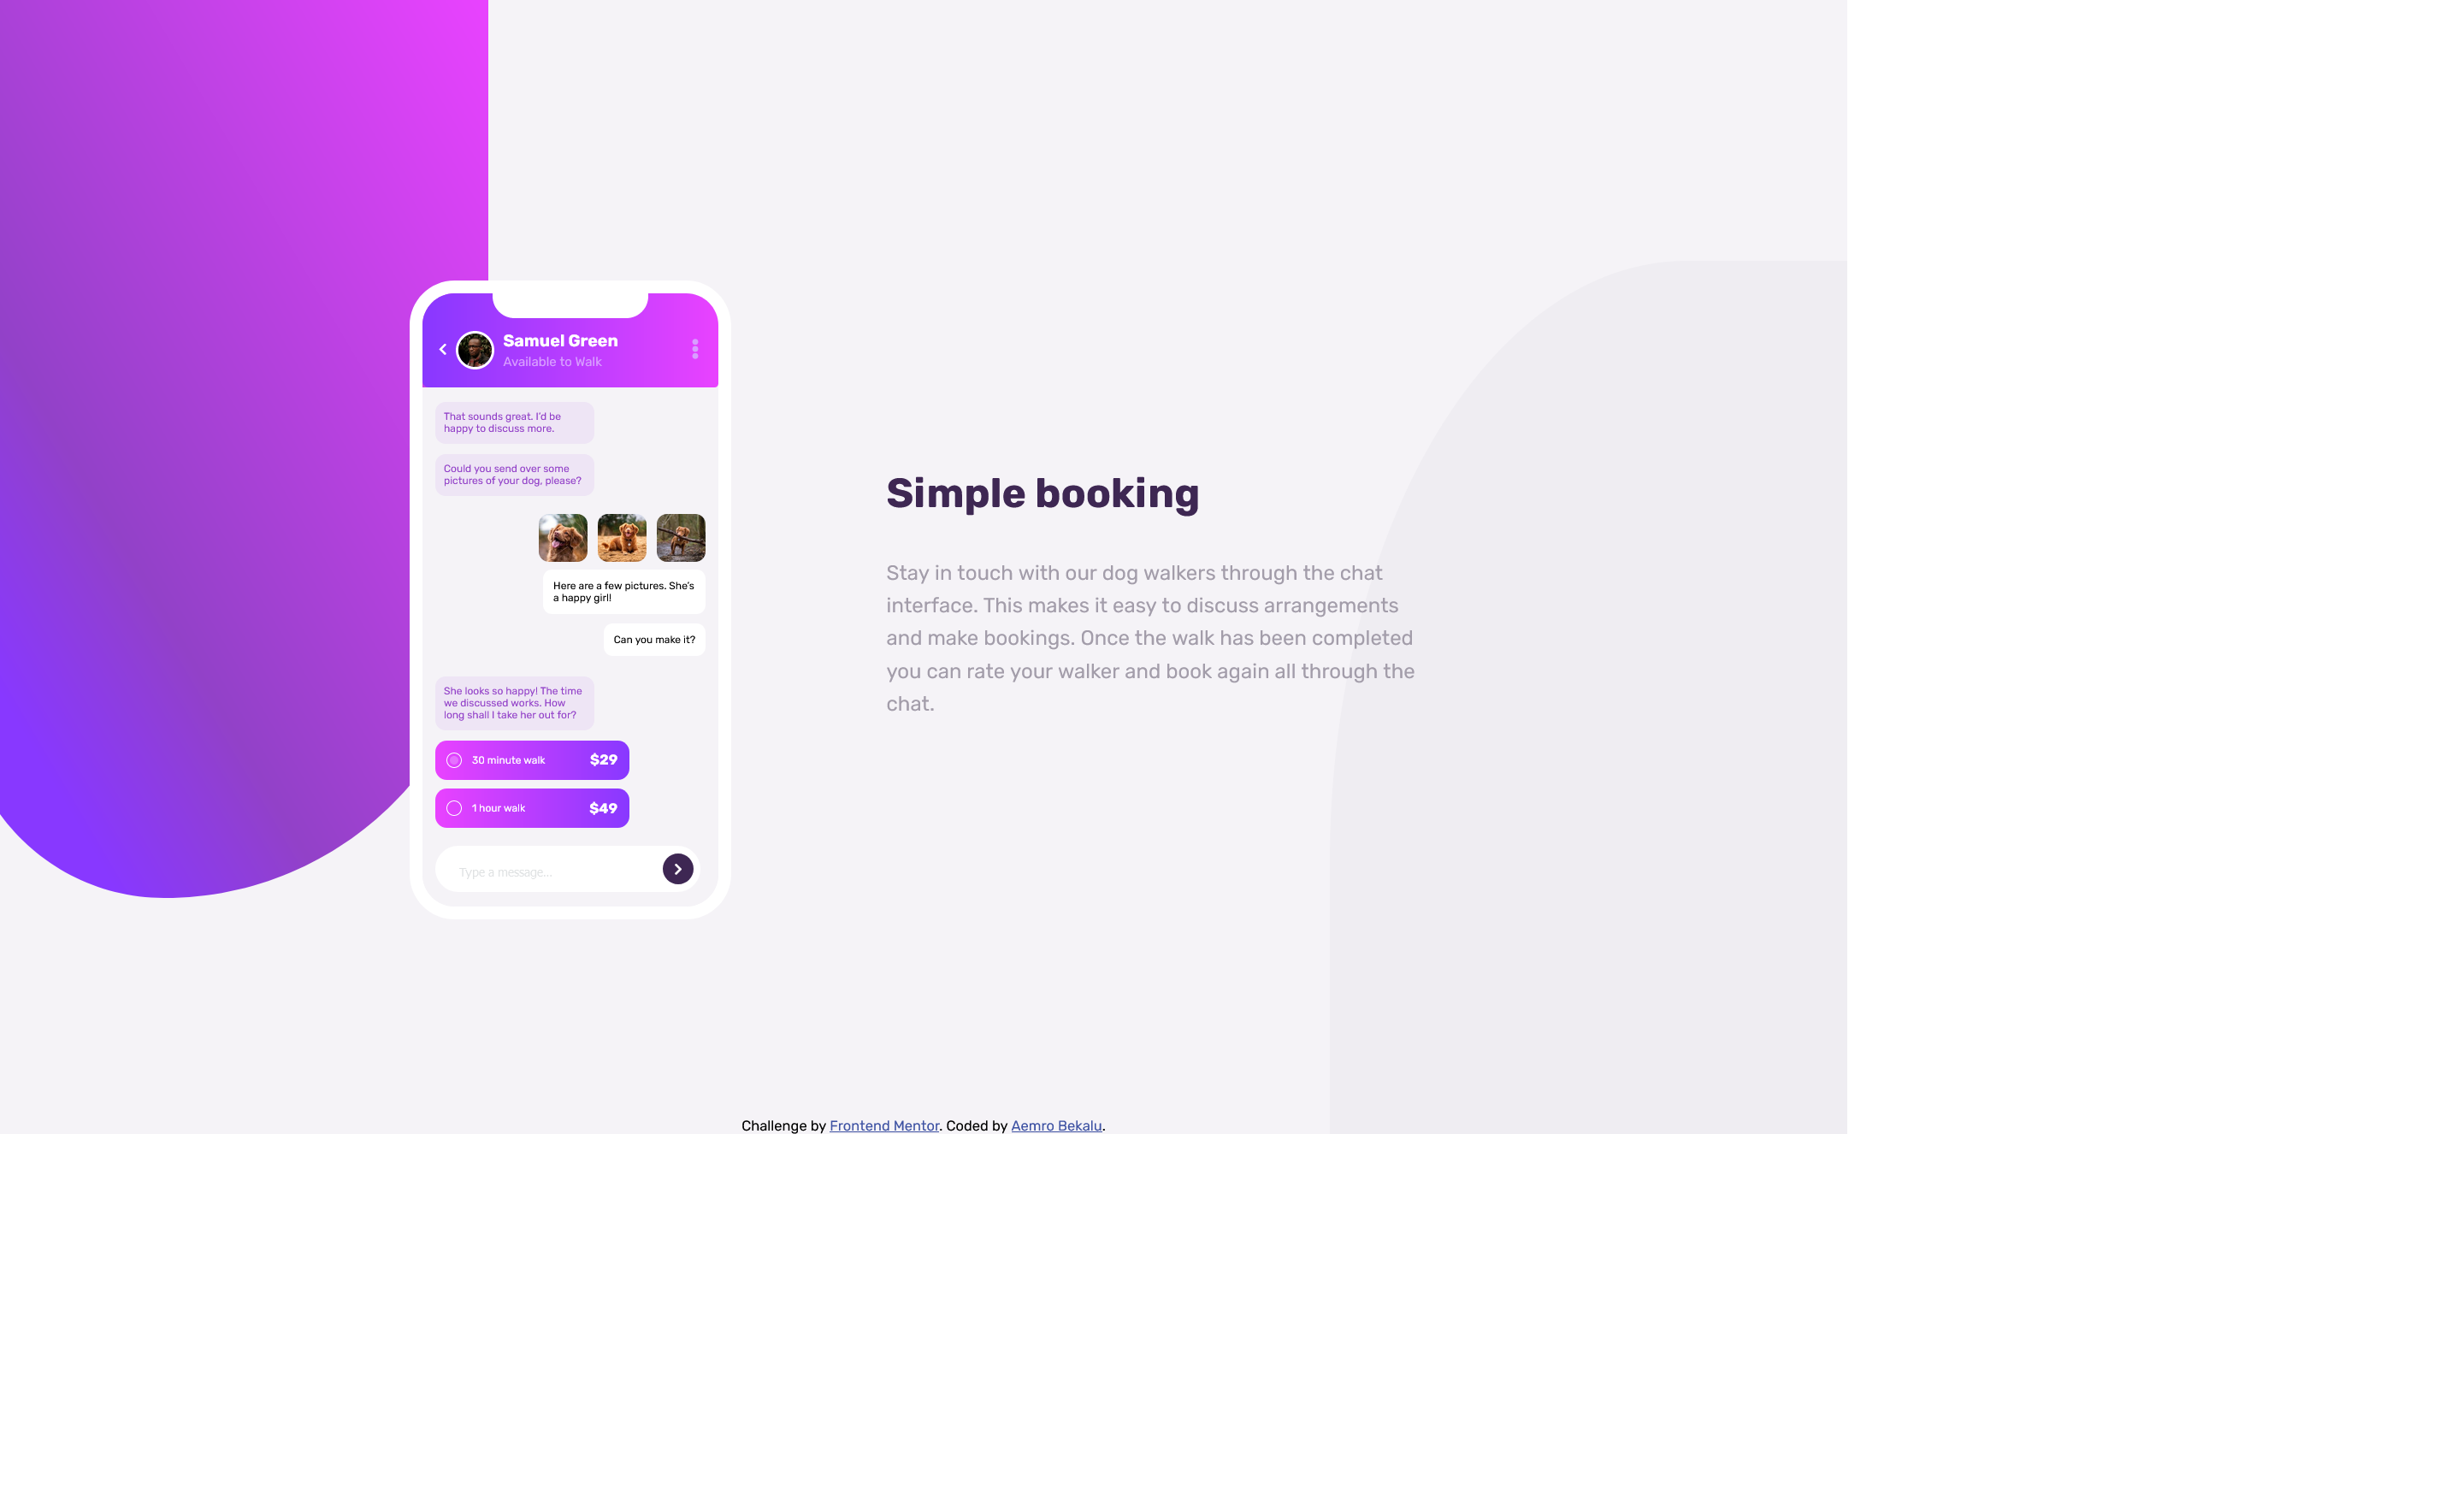 Samuel Green
Available to Walk
That sounds great. I'd be
happy to discuss more.
Could you send over some
pictures of your dog, please?
Here are a few pictures. She's
a happy girl!
Can you make it?
She looks so happy! The time
we discussed works. How
long shall I take her out for?
30 minute walk $29
1 hour walk $49
Type a message...
Simple booking
Stay in touch with our dog walkers through the chat
interface. This makes it easy to discuss arrangements
and make bookings. Once the walk has been completed
you can rate your walker and book again all through the
chat.
Challenge by Frontend Mentor. Coded by Aemro Bekalu.